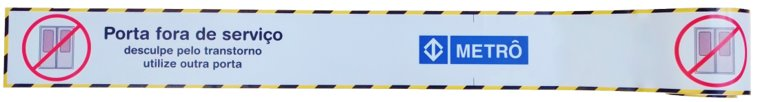 Porta fora de serviço
desculpe pelo transtorno
utilize outra porta
METRÔ